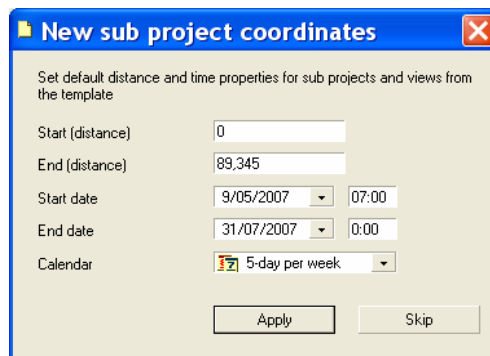 New sub project coordinates
Set default distance and time properties for sub projects and views from
the template
Start (distance) 0
End (distance) 89,345
Start date 9/05/2007 07:00
End date 31/07/2007 0:00
Calendar 5-day per week
Apply Skip